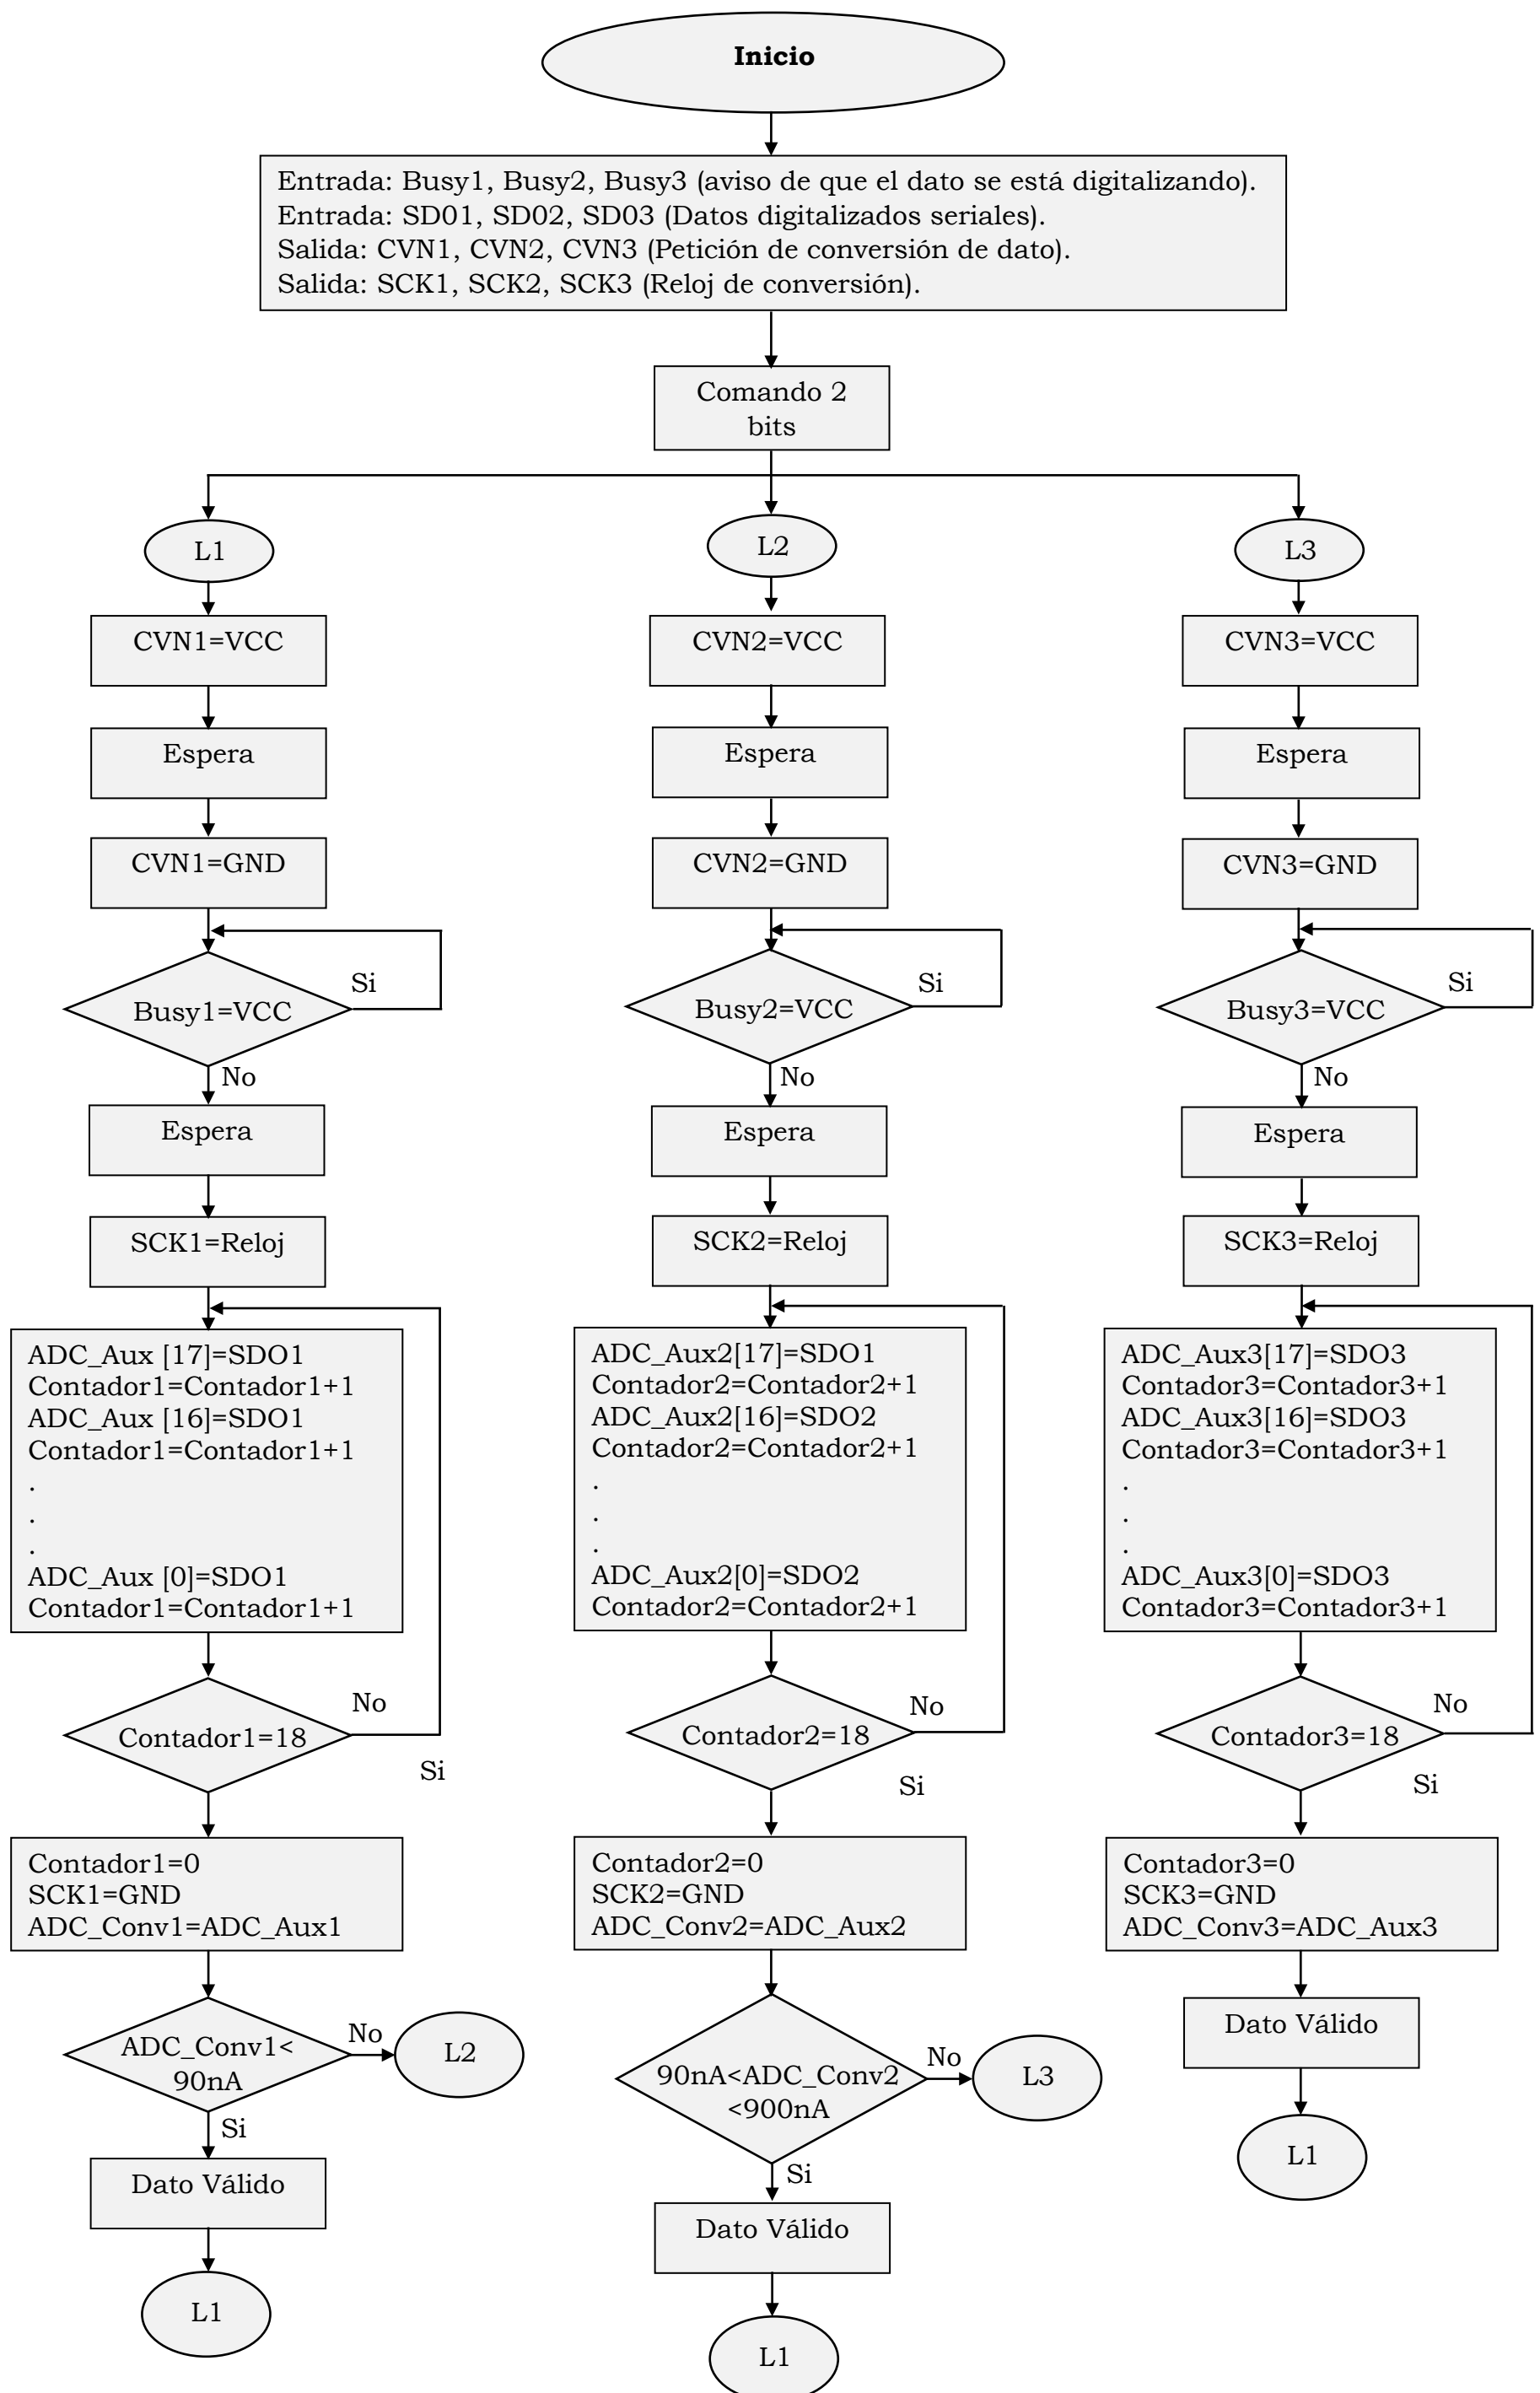 Inicio
Entrada: Busy1, Busy2, Busy3 (aviso de que el dato se está digitalizando).
Entrada: SD01, SD02, SD03 (Datos digitalizados seriales).
Salida: CVN1, CVN2, CVN3 (Petición de conversión de dato).
Salida: SCK1, SCK2, SCK3 (Reloj de conversión).
Comando 2
bits
L1
CVN1=VCC
Espera
CVN1=GND
Busy1=VCC
Si
No
Espera
SCK1=Reloj
ADC_Aux [17]=SDO1
Contador1=Contador1+1
ADC_Aux [16]=SDO1
Contador1=Contador1+1
.
.
.
ADC_Aux [0]=SDO1
Contador1=Contador1+1
Contador1=18
No
Si
Contador1=0
SCK1=GND
ADC_Conv1=ADC_Aux1
ADC_Conv1<
90nA
No
L2
Si
Dato Válido
L1
L2
CVN2=VCC
Espera
CVN2=GND
Busy2=VCC
Si
No
Espera
SCK2=Reloj
ADC_Aux2[17]=SDO1
Contador2=Contador2+1
ADC_Aux2[16]=SDO2
Contador2=Contador2+1
.
.
.
ADC_Aux2[0]=SDO2
Contador2=Contador2+1
Contador2=18
No
Si
Contador2=0
SCK2=GND
ADC_Conv2=ADC_Aux2
90nA<ADC_Conv2
<900nA
No
L3
Si
Dato Válido
L1
L3
CVN3=VCC
Espera
CVN3=GND
Busy3=VCC
Si
No
Espera
SCK3=Reloj
ADC_Aux3[17]=SDO3
Contador3=Contador3+1
ADC_Aux3[16]=SDO3
Contador3=Contador3+1
.
.
.
ADC_Aux3[0]=SDO3
Contador3=Contador3+1
Contador3=18
No
Si
Contador3=0
SCK3=GND
ADC_Conv3=ADC_Aux3
Dato Válido
L1